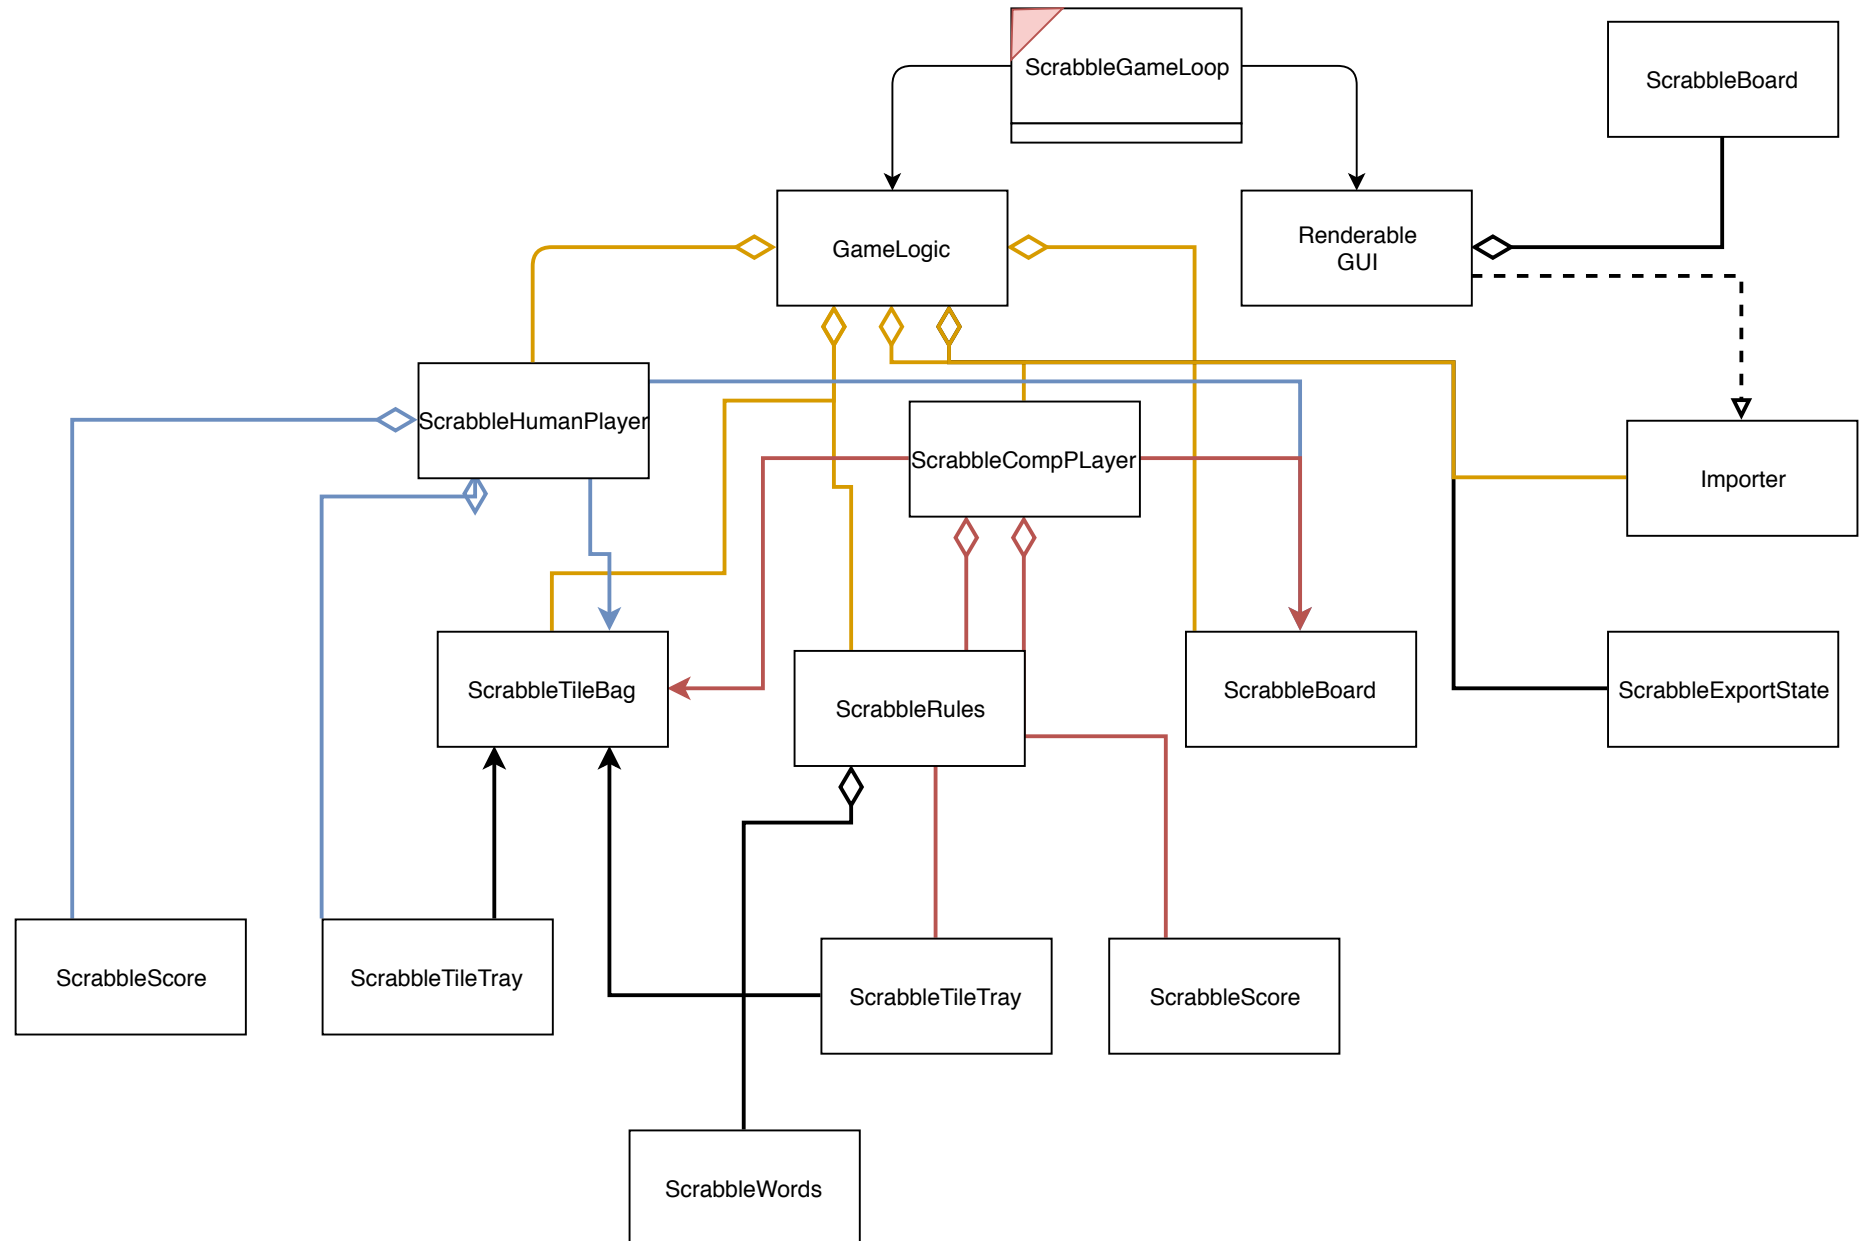 ScrabbleGameLoop
ScrabbleBoard
GameLogic
Renderable
GUI
ScrabbleHumanPlayer
ScrabbleCompPLayer
Importer
ScrabbleTileBag
ScrabbleRules
ScrabbleBoard
ScrabbleExportState
ScrabbleScore
ScrabbleTileTray
ScrabbleTileTray
ScrabbleScore
ScrabbleWords